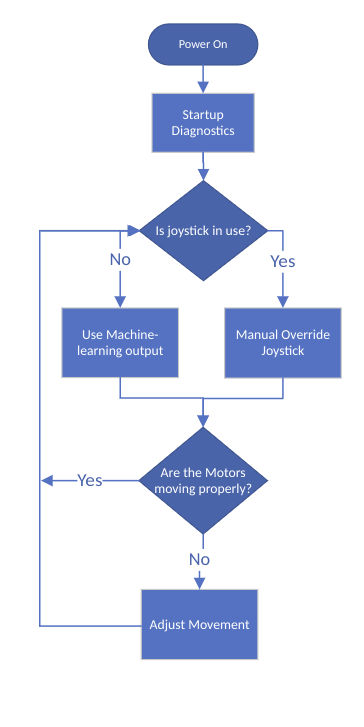 Power On
Startup
Diagnostics
Is joystick in use?
No
Yes
Use Machine-
learning output
Manual Override
Joystick
Are the Motors
moving properly?
Yes
No
Adjust Movement